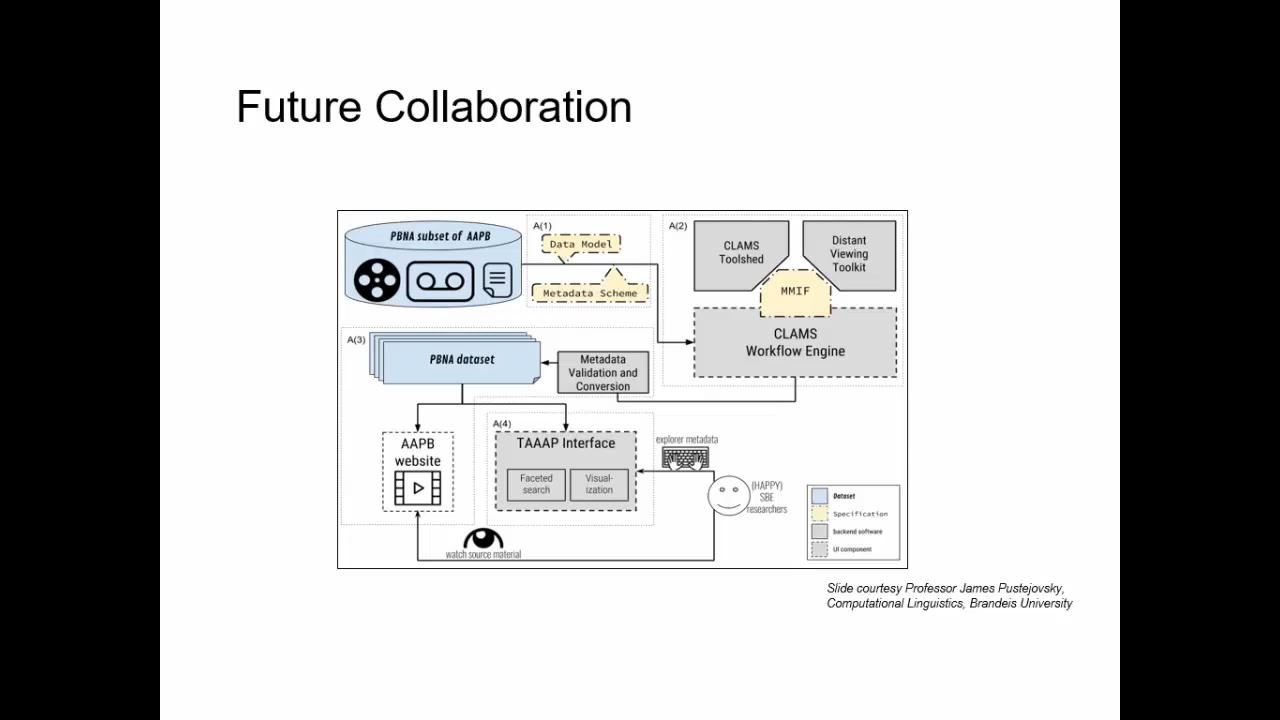 Future Collaboration
PBNA subset of AAPB
A(1)
Data Model
Metadata Scheme
A(2)
CLAMS
Toolshed
Distant
Viewing
Toolkit
MMIF
CLAMS
Workflow Engine
A(3)
PBNA dataset
Metadata
Validation and
Conversion
AAPB
website
A(4)
TAAAP Interface
Faceted
search
Visual-
ization
explorer metadata
(HAPPY)
SBE
researchers
watch source material
Dataset
Specification
backend software
UI component
Slide courtesy Professor James Pustejovsky,
Computational Linguistics, Brandeis University